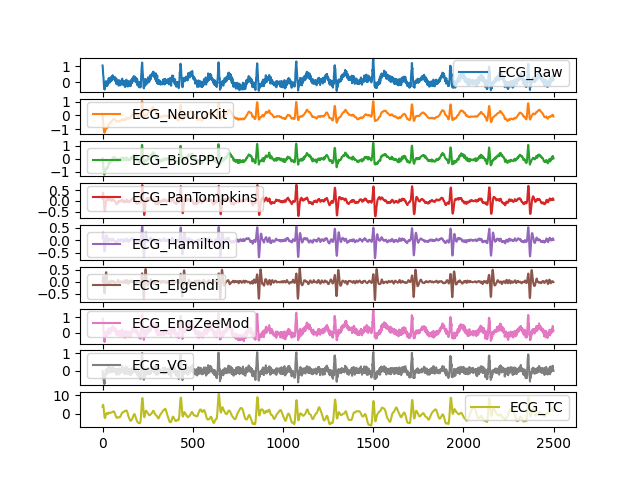 1
0
ECG_Raw
1
0
−1
ECG_NeuroKit
1
0
−1
ECG_BioSPPy
0.5
0.0
−0.5
ECG_PanTompkins
0.5
0.0
−0.5
ECG_Hamilton
0.5
0.0
−0.5
ECG_Elgendi
1
0
ECG_EngZeeMod
1
0
ECG_VG
10
0
ECG_TC
0 500 1000 1500 2000 2500